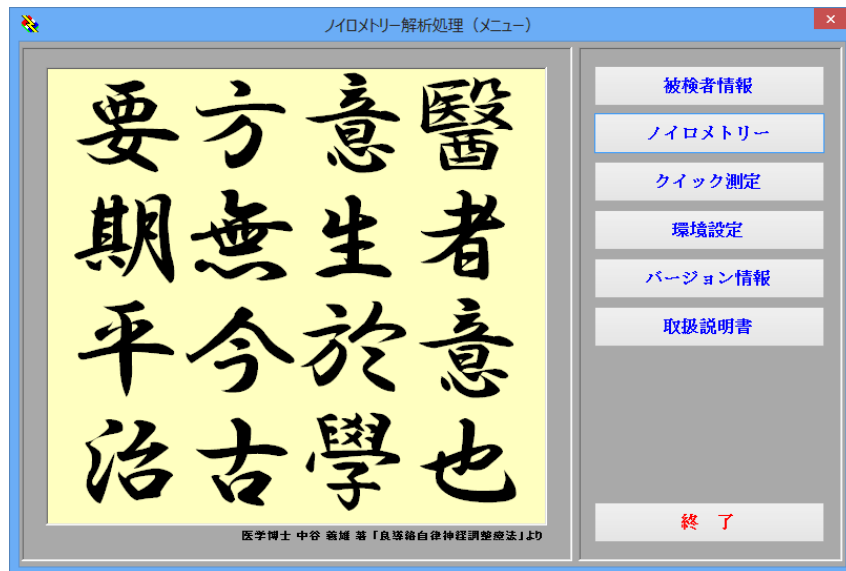 ノイロメトリー解析処理（メニュー）
醫者意也
意生於學
方無今古
要期平治
医学博士 中谷 義雄 著「良導絡自律神経調整療法」より
被検者情報
ノイロメトリー
クイック測定
環境設定
バージョン情報
取扱説明書
終 了